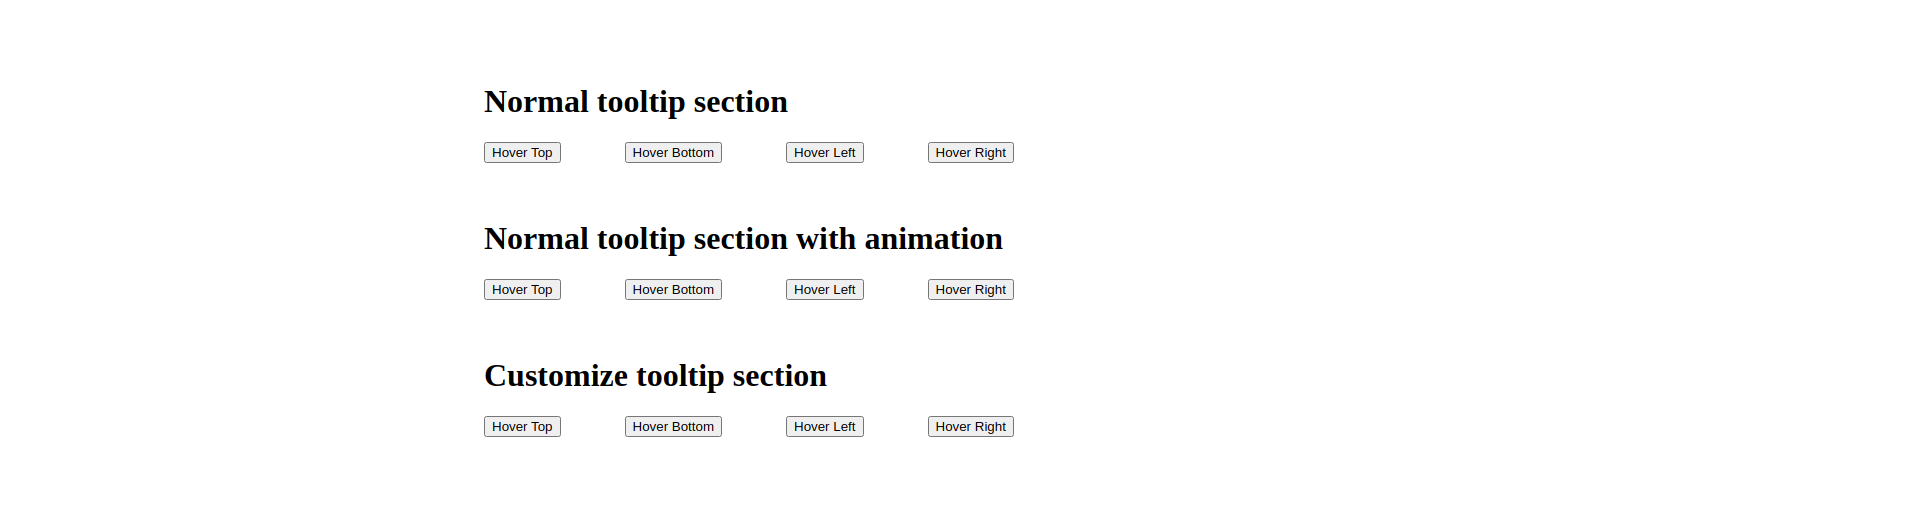 Normal tooltip section
Hover Top Hover Bottom Hover Left Hover Right
Normal tooltip section with animation
Hover Top Hover Bottom Hover Left Hover Right
Customize tooltip section
Hover Top Hover Bottom Hover Left Hover Right